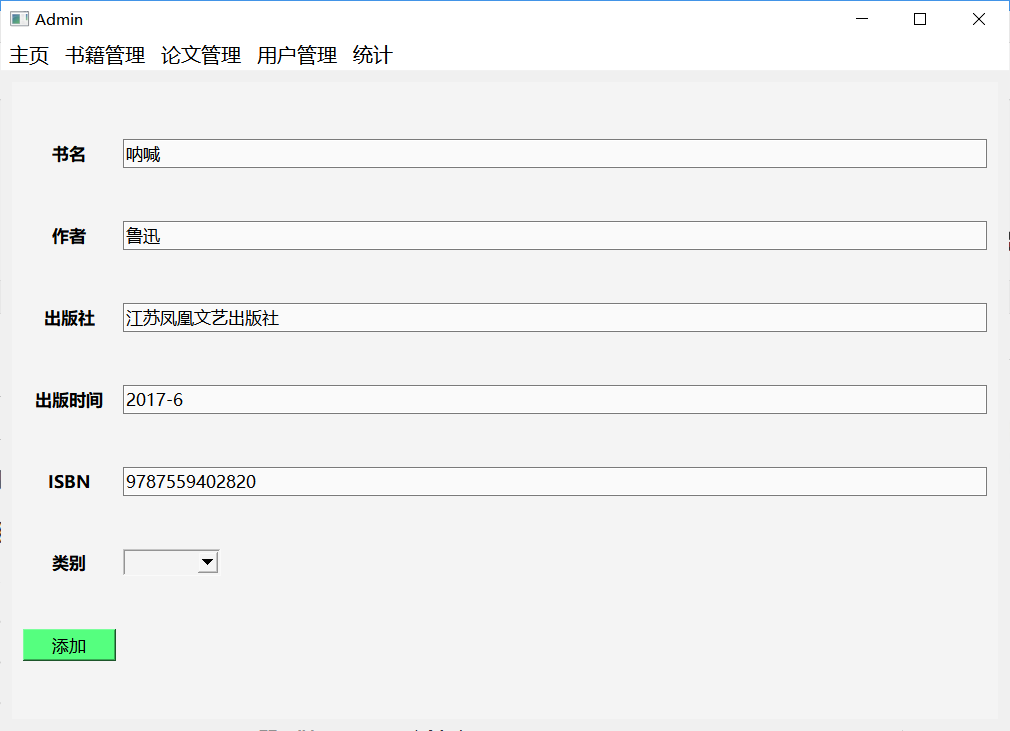 Admin
主页 书籍管理 论文管理 用户管理 统计
书名 呐喊
作者 鲁迅
出版社 江苏凤凰文艺出版社
出版时间 2017-6
ISBN 9787559402820
类别
添加